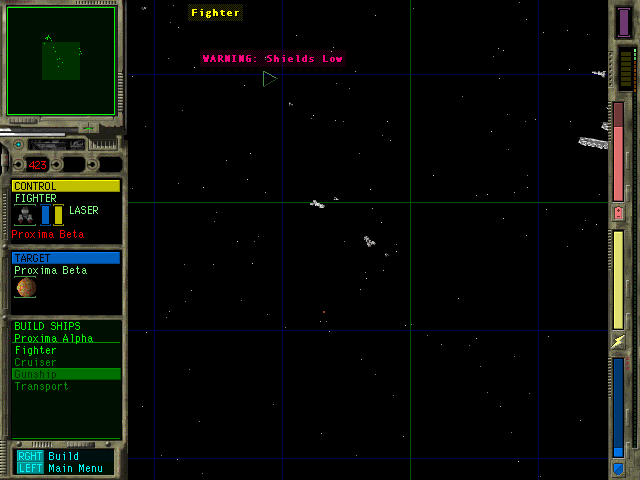 Fighter
WARNING: Shields Low
423
CONTROL
FIGHTER
LASER
Proxima Beta
TARGET
Proxima Beta
BUILD SHIPS
Proxima Alpha
Fighter
Cruiser
Gunship
Transport
RGHT Build
LEFT Main Menu